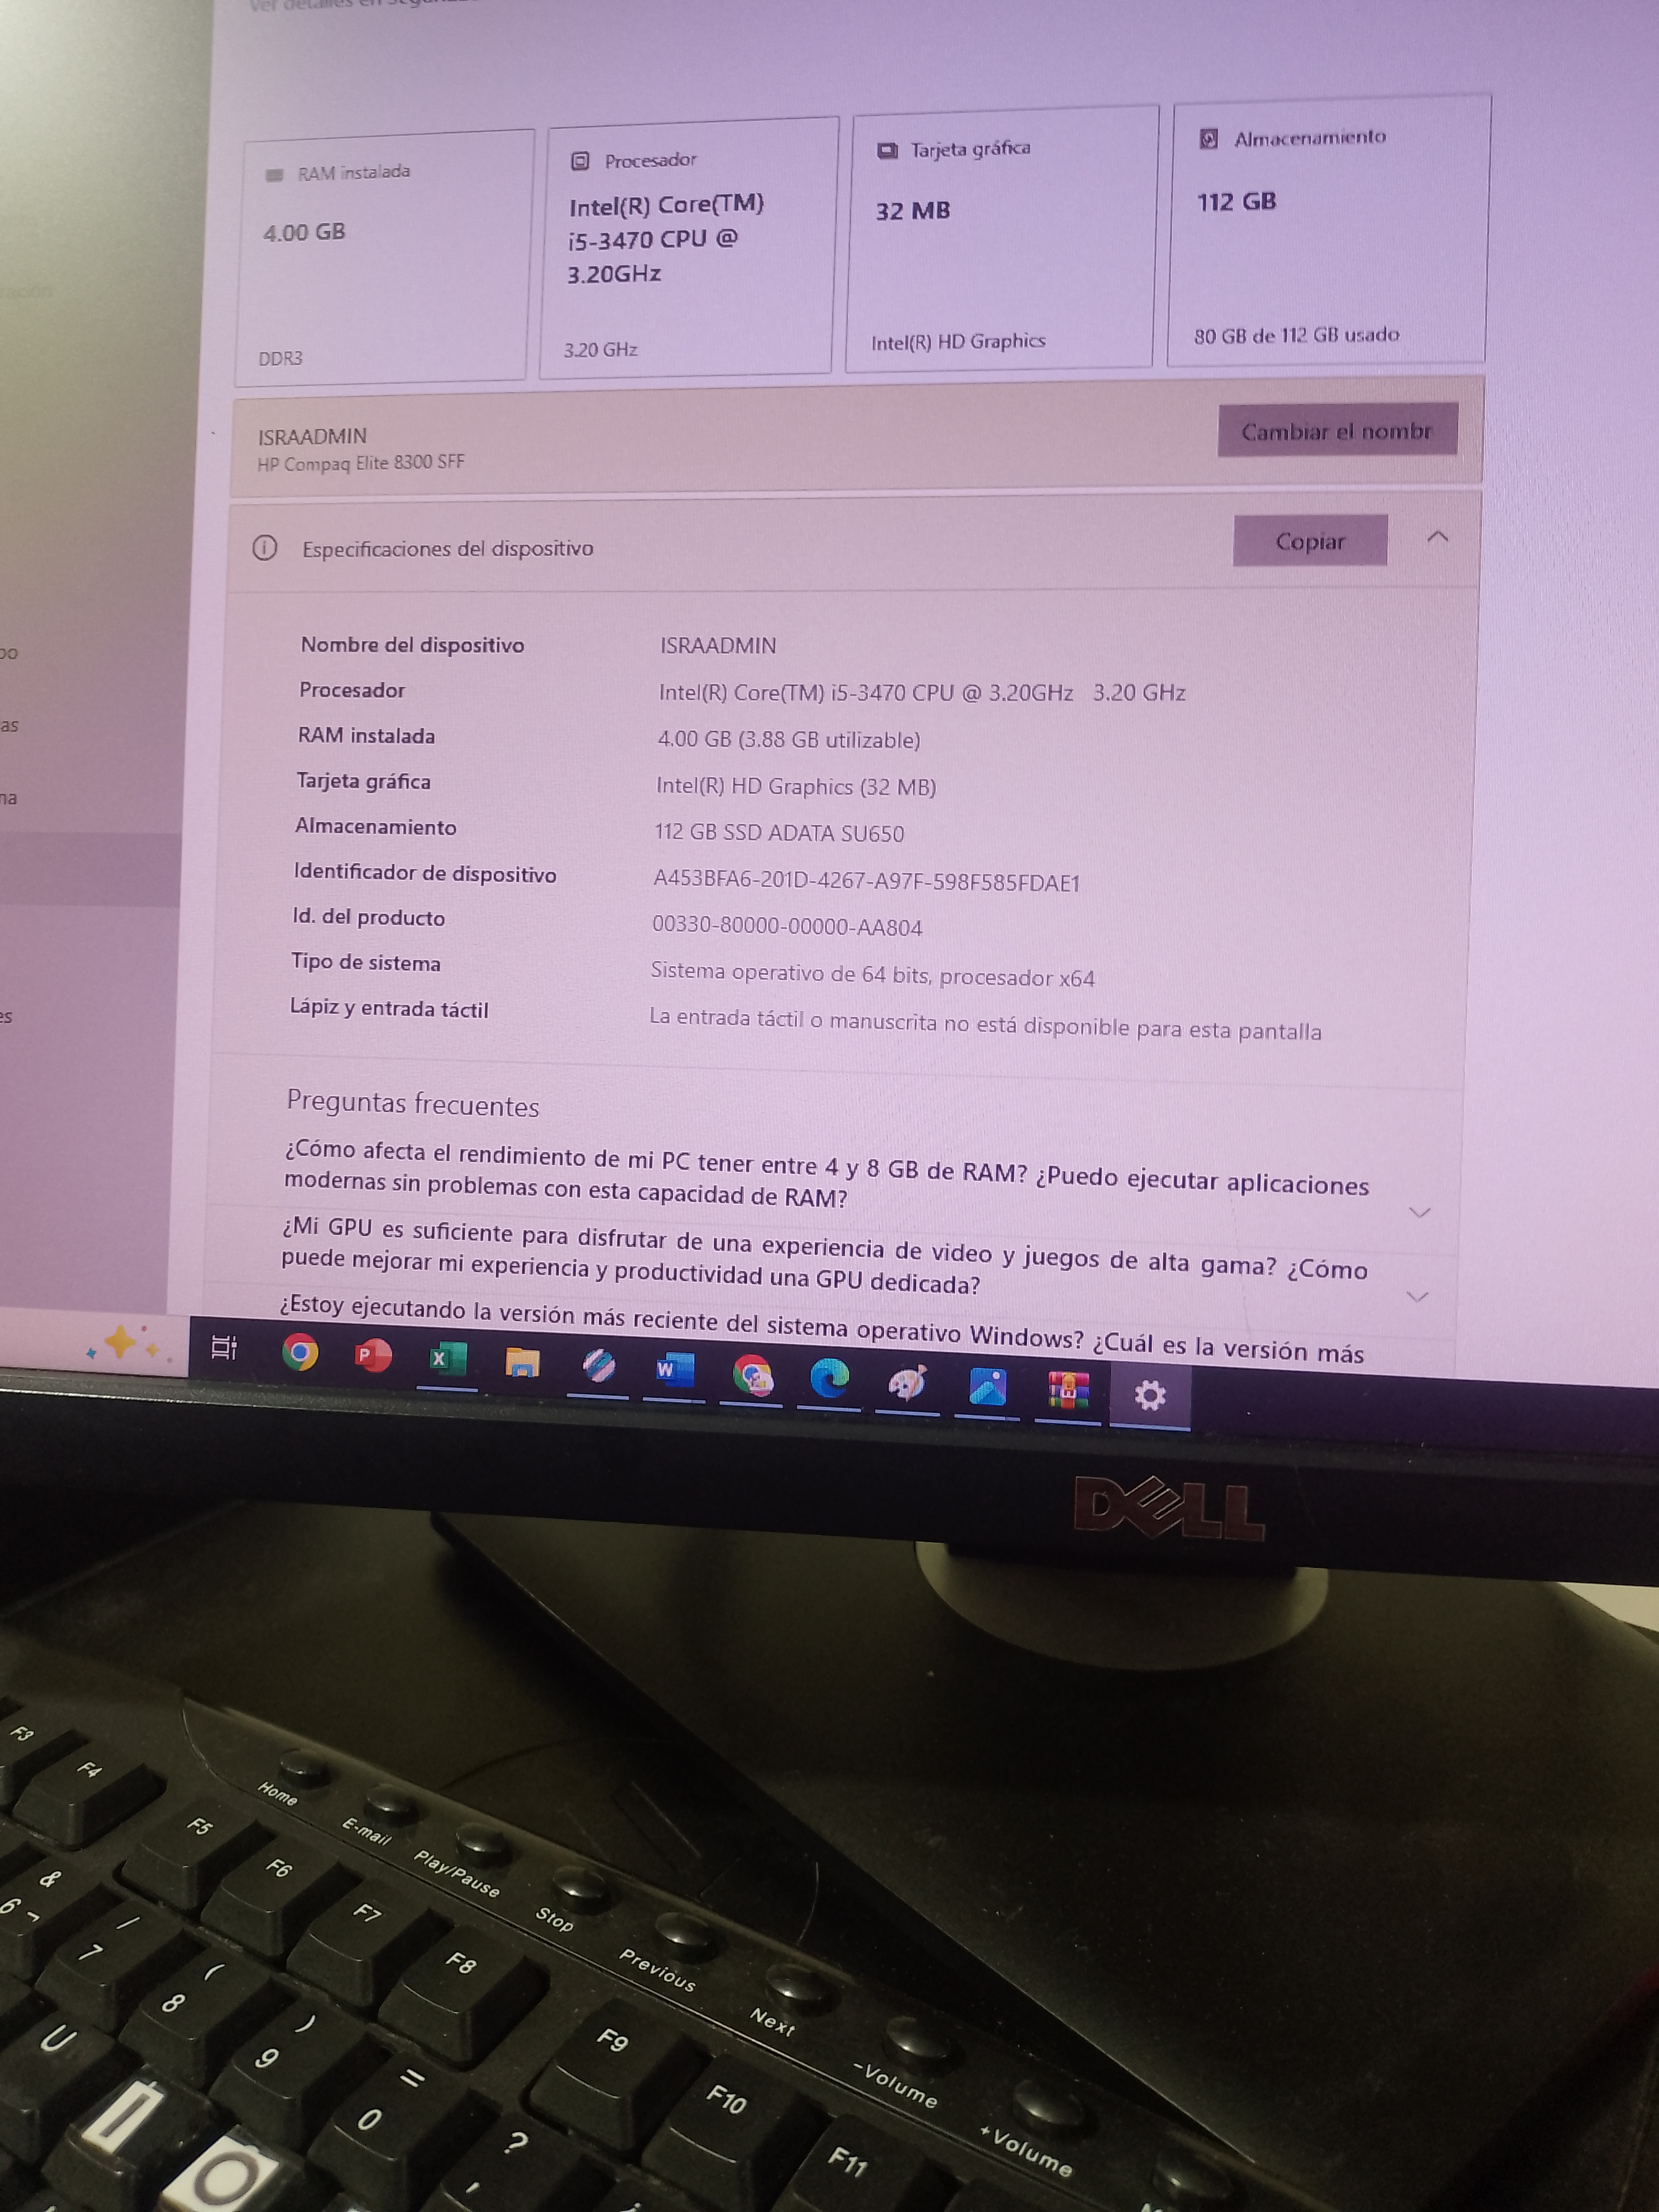 Ver detalles en
RAM instalada
4.00 GB
DDR3
Procesador
Intel(R) Core(TM)
i5-3470 CPU @
3.20GHz
3.20 GHz
Tarjeta gráfica
32 MB
Intel(R) HD Graphics
Almacenamiento
112 GB
80 GB de 112 GB usado
ISRAADMIN
HP Compaq Elite 8300 SFF
Cambiar el nombr
Especificaciones del dispositivo
Copiar
Nombre del dispositivo ISRAADMIN
Procesador Intel(R) Core(TM) i5-3470 CPU @ 3.20GHz 3.20 GHz
RAM instalada 4.00 GB (3.88 GB utilizable)
Tarjeta gráfica Intel(R) HD Graphics (32 MB)
Almacenamiento 112 GB SSD ADATA SU650
Identificador de dispositivo A453BFA6-201D-4267-A97F-598F585FDAE1
Id. del producto 00330-80000-00000-AA804
Tipo de sistema Sistema operativo de 64 bits, procesador x64
Lápiz y entrada táctil La entrada táctil o manuscrita no está disponible para esta pantalla
Preguntas frecuentes
¿Cómo afecta el rendimiento de mi PC tener entre 4 y 8 GB de RAM? ¿Puedo ejecutar aplicaciones
modernas sin problemas con esta capacidad de RAM?
¿Mi GPU es suficiente para disfrutar de una experiencia de video y juegos de alta gama? ¿Cómo
puede mejorar mi experiencia y productividad una GPU dedicada?
¿Estoy ejecutando la versión más reciente del sistema operativo Windows? ¿Cuál es la versión más
DELL
Home
E-mail
Play/Pause
Stop
Previous
Next
-Volume
+Volume
F3
F4
F5
F6
F7
F8
F9
F10
F11
&
6 ¬
/
7
(
8
)
9
=
0
?
'
U
I
O